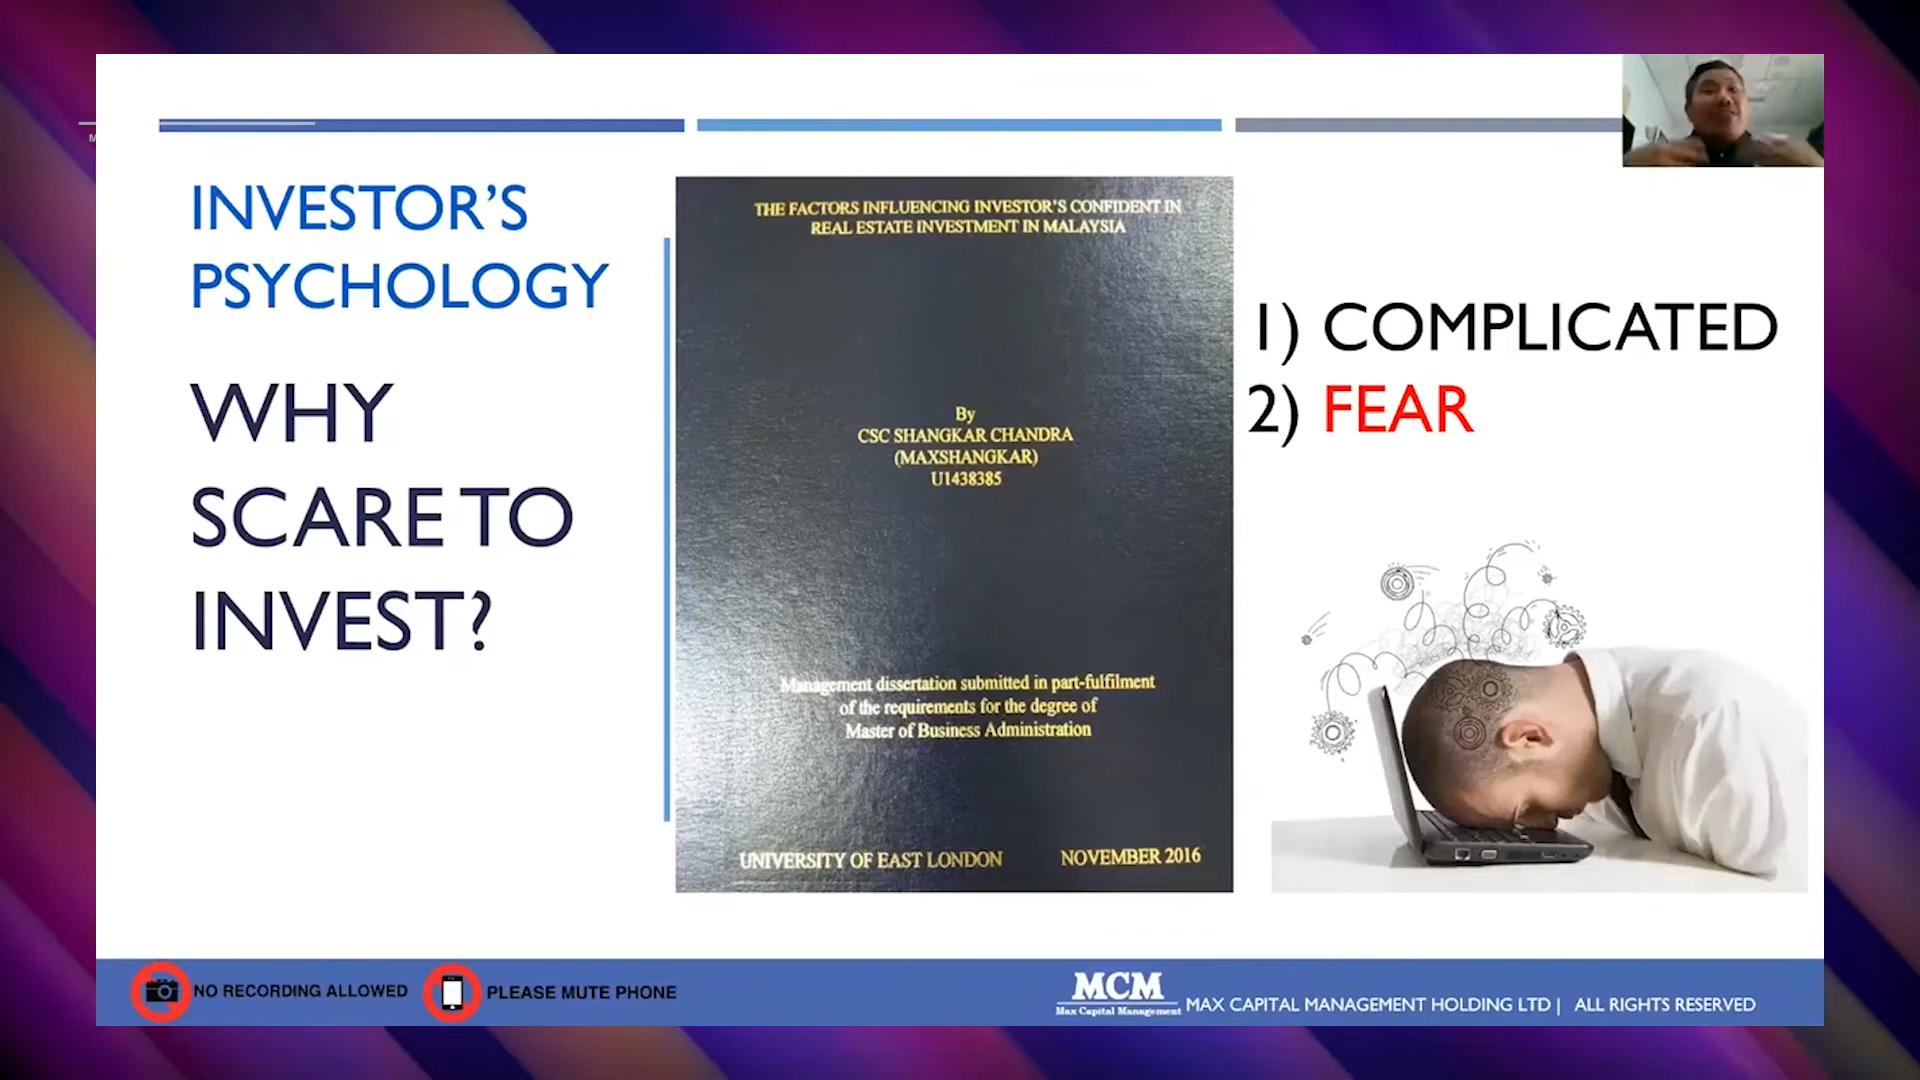 INVESTOR'S
PSYCHOLOGY
WHY
SCARE TO
INVEST?
THE FACTORS INFLUENCING INVESTOR'S CONFIDENT IN
REAL ESTATE INVESTMENT IN MALAYSIA
By
CSC SHANGKAR CHANDRA
(MAXSHANGKAR)
U1438385
Management dissertation submitted in part-fulfilment
of the requirements for the degree of
Master of Business Administration
UNIVERSITY OF EAST LONDON NOVEMBER 2016
1) COMPLICATED
2) FEAR
NO RECORDING ALLOWED
PLEASE MUTE PHONE
MCM
Max Capital Management
MAX CAPITAL MANAGEMENT HOLDING LTD | ALL RIGHTS RESERVED